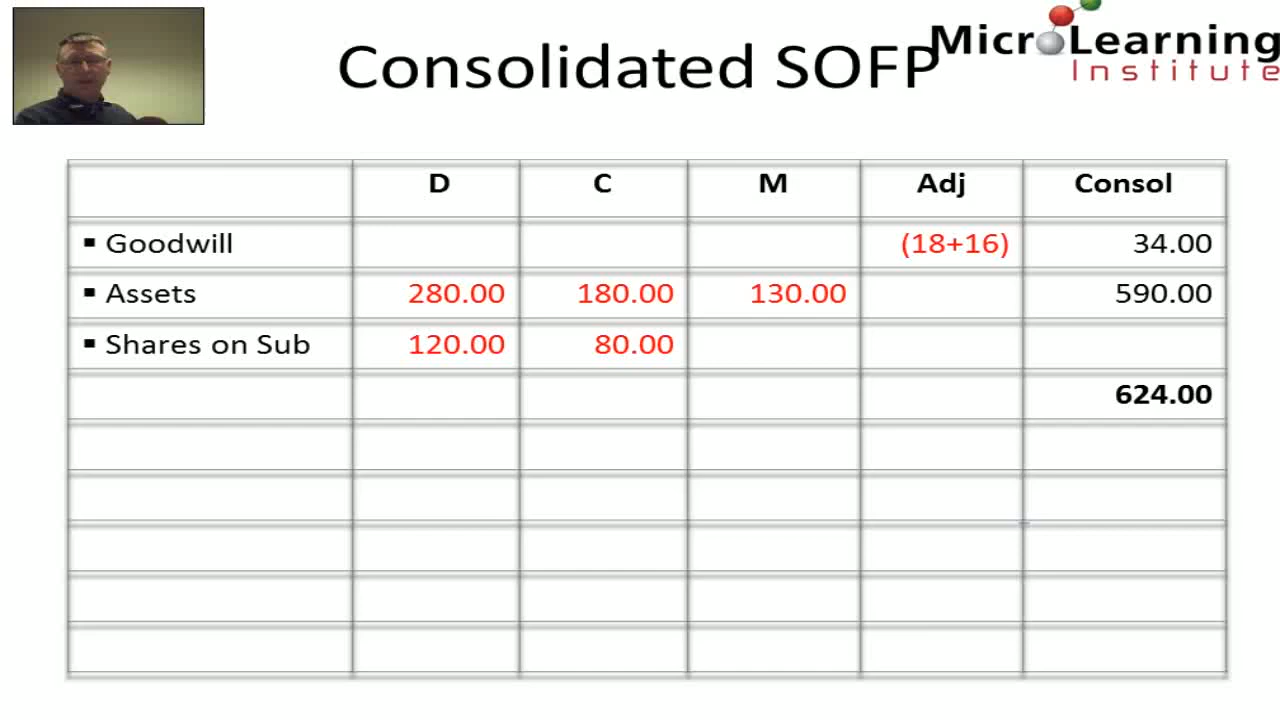 Consolidated SOFP
MicroLearning
Institute
D C M Adj Consol
▪ Goodwill (18+16) 34.00
▪ Assets 280.00 180.00 130.00 590.00
▪ Shares on Sub 120.00 80.00
624.00